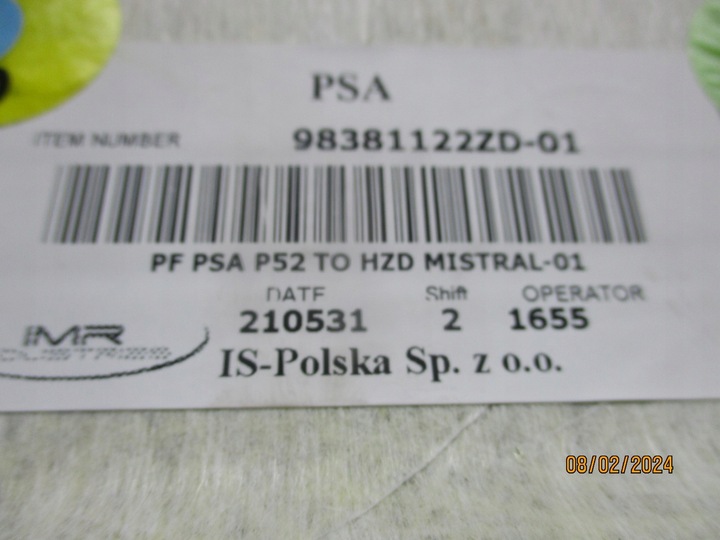 PSA
ITEM NUMBER 98381122ZD-01
PF PSA P52 TO HZD MISTRAL-01
DATE Shift OPERATOR
210531 2 1655
IMR
IS-Polska Sp. z o.o.
08/02/2024